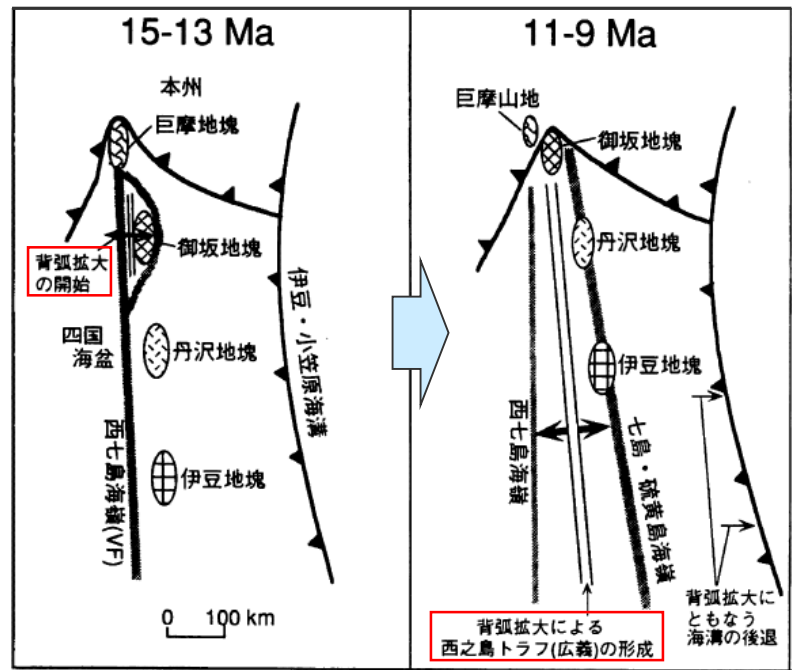 15-13 Ma
本州
巨摩地塊
御坂地塊
背弧拡大
の開始
四国
海盆
丹沢地塊
伊豆・小笠原海溝
西七島海嶺(VF)
伊豆地塊
0 100 km
11-9 Ma
巨摩山地
御坂地塊
丹沢地塊
伊豆地塊
西七島海嶺
七島・硫黄島海嶺
背弧拡大による
西之島トラフ(広義)の形成
背弧拡大に
ともなう
海溝の後退